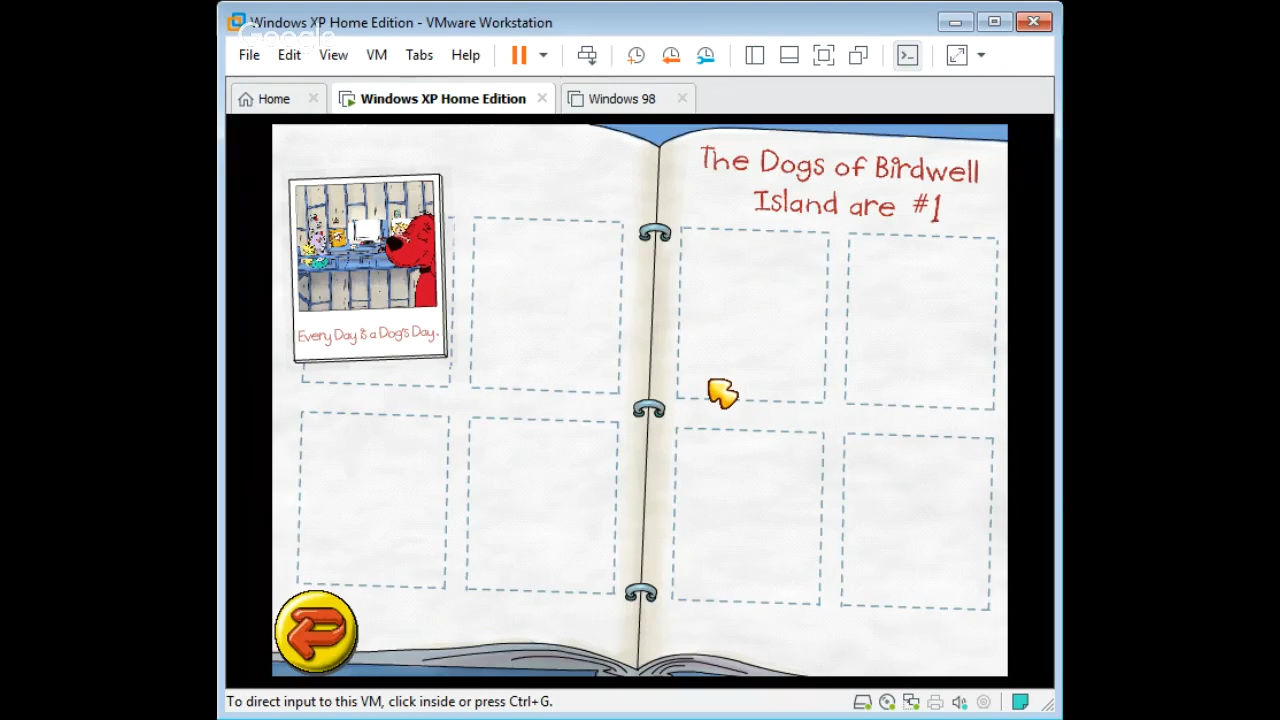 Windows XP Home Edition - VMware Workstation
Google
File Edit View VM Tabs Help
Home Windows XP Home Edition Windows 98
The Dogs of Birdwell
Island are #1
Every Day is a Dog's Day.
To direct input to this VM, click inside or press Ctrl+G.